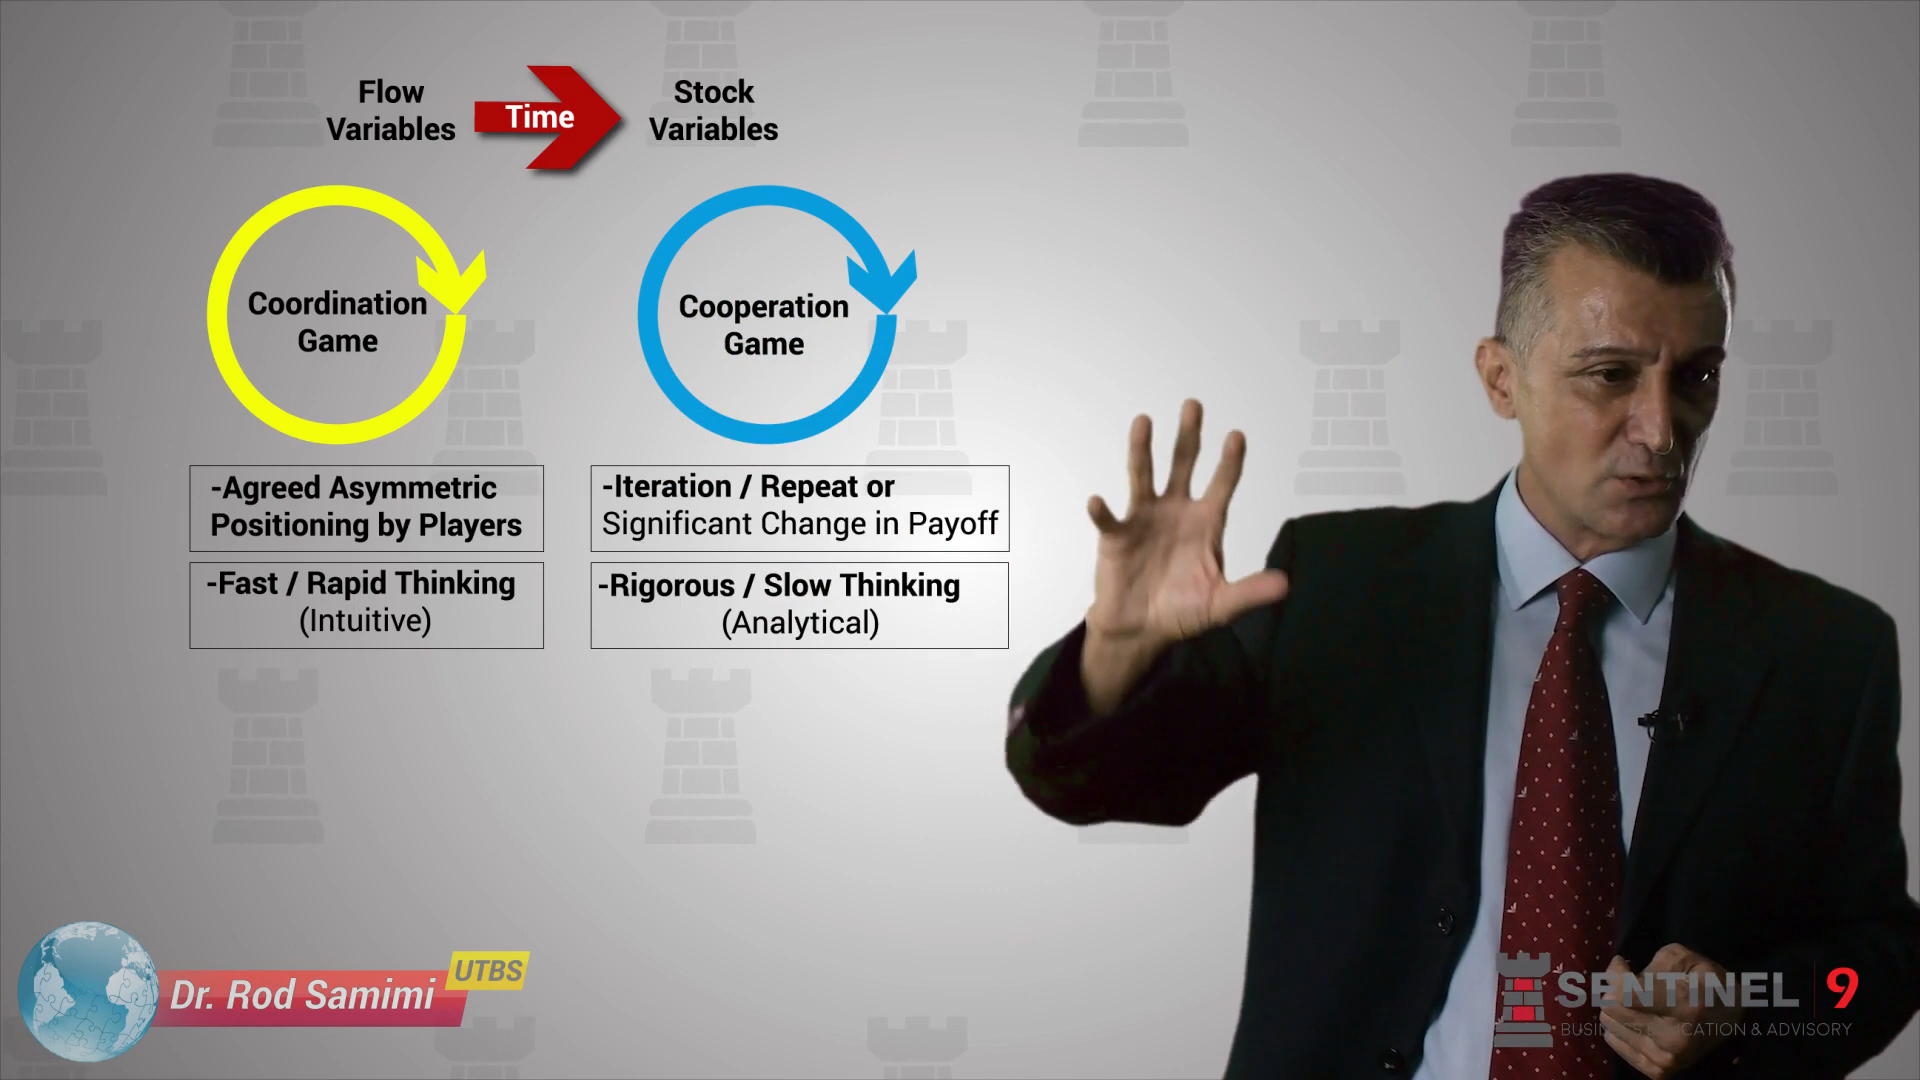 Flow
Variables
Time
Stock
Variables
Coordination
Game
Cooperation
Game
-Agreed Asymmetric
Positioning by Players
-Iteration / Repeat or
Significant Change in Payoff
-Fast / Rapid Thinking
(Intuitive)
-Rigorous / Slow Thinking
(Analytical)
Dr. Rod Samimi
UTBS
SENTINEL 9
& ADVISORY